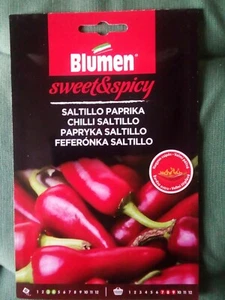 Blumen®
sweet&spicy
SALTILLO PAPRIKA
CHILLI SALTILLO
PAPRYKA SALTILLO
FEFERÓNKA SALTILLO